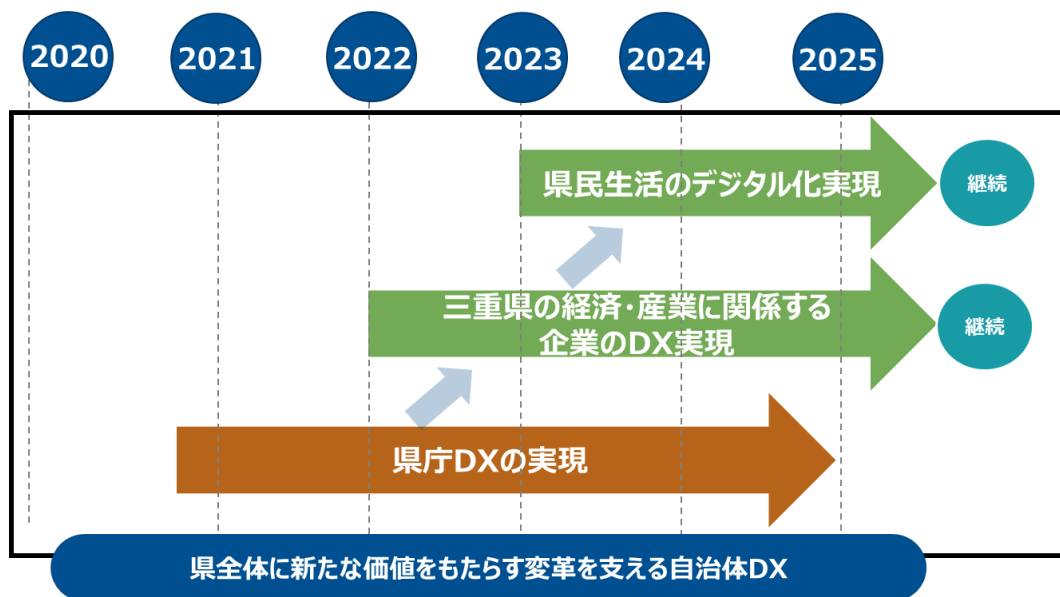 2020
2021
2022
2023
2024
2025
県民生活のデジタル化実現
継続
三重県の経済・産業に関係する
企業のDX実現
継続
県庁DXの実現
県全体に新たな価値をもたらす変革を支える自治体DX